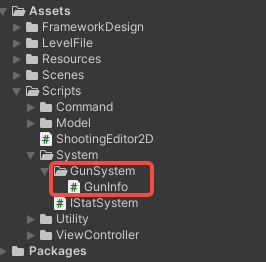 Assets
FrameworkDesign
LevelFile
Resources
Scenes
Scripts
Command
Model
ShootingEditor2D
System
GunSystem
GunInfo
IStatSystem
Utility
ViewController
Packages